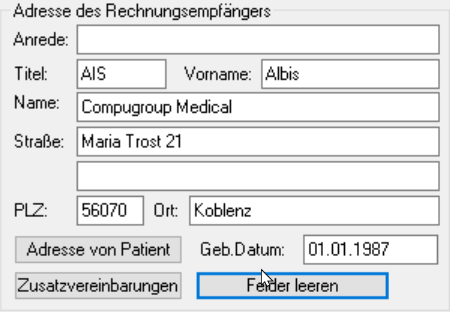 Adresse des Rechnungsempfängers
Anrede:
Titel: AIS Vorname: Albis
Name: Compugroup Medical
Straße: Maria Trost 21
PLZ: 56070 Ort: Koblenz
Adresse von Patient Geb.Datum: 01.01.1987
Zusatzvereinbarungen Felder leeren